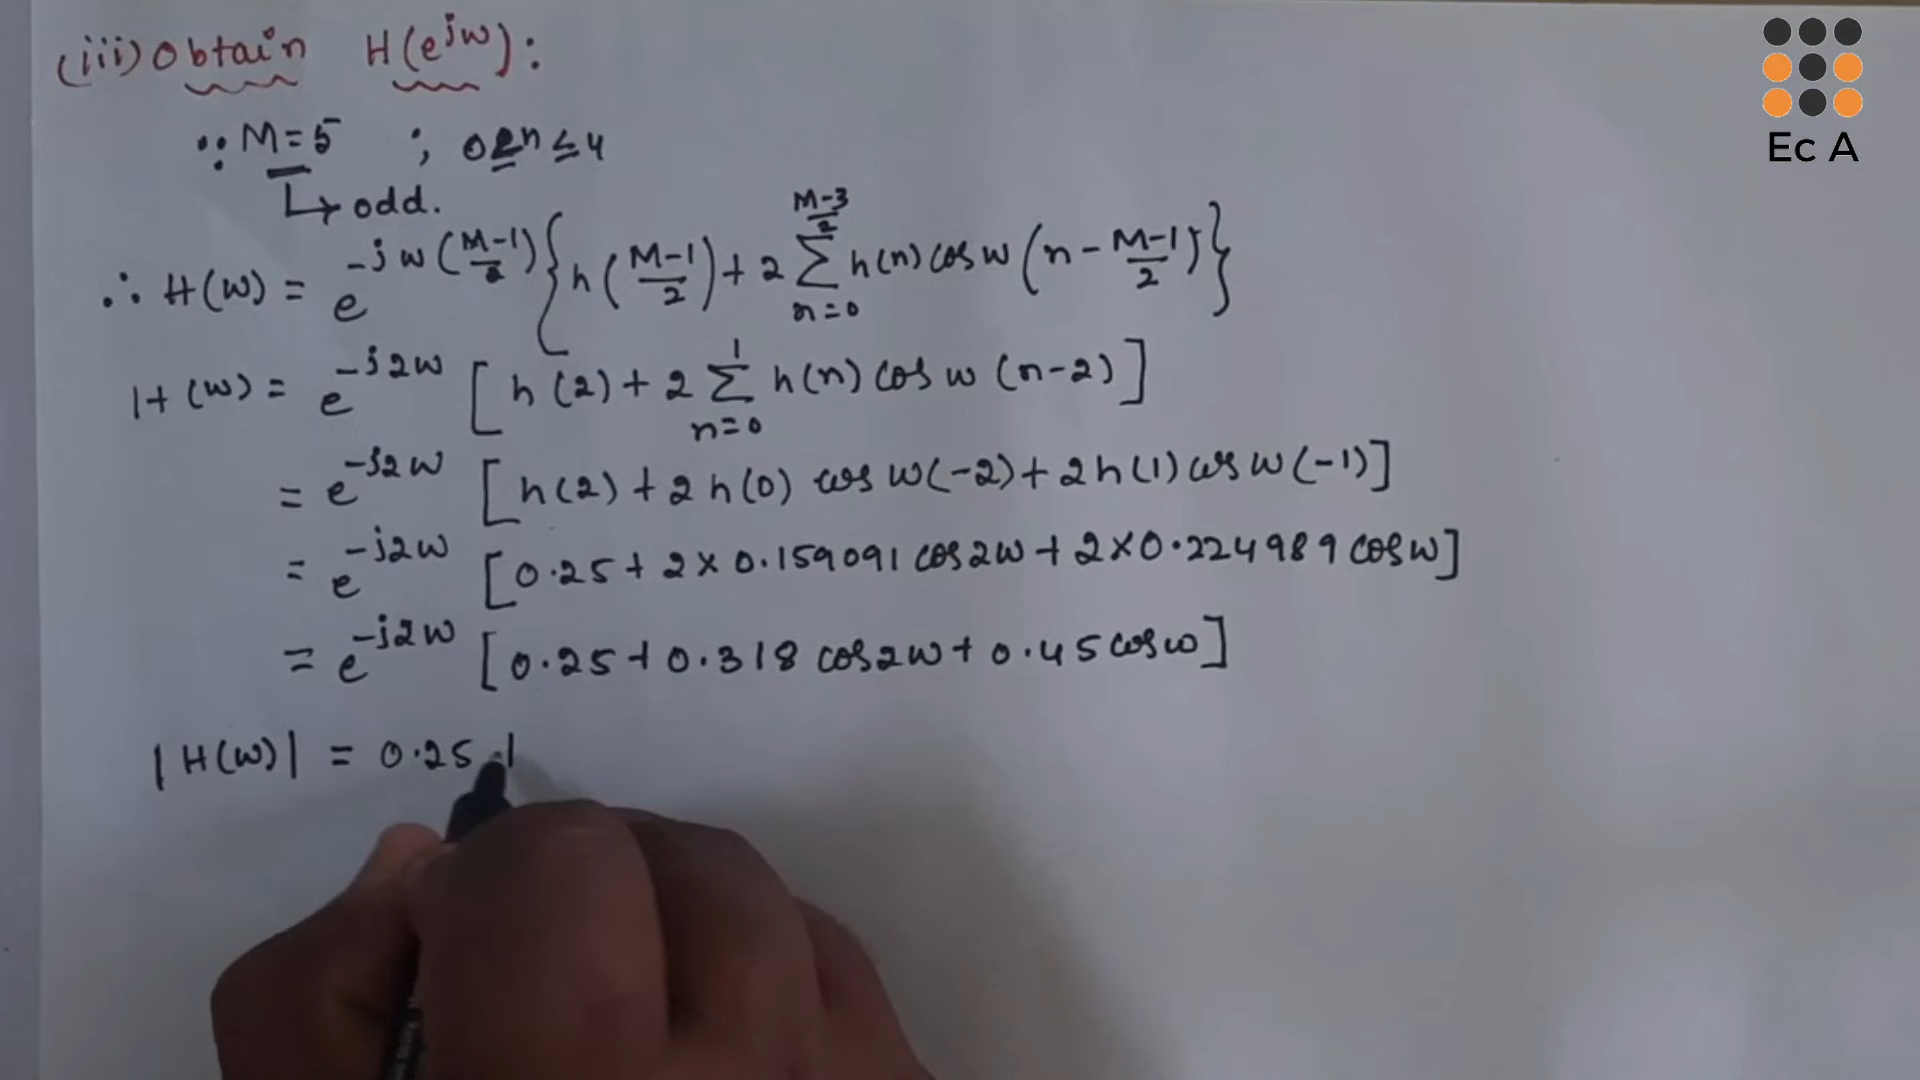 (iii) Obtain H(e^jw):
∵ M=5 ; 0≤n≤4
↳ odd.
∴ H(w) = e^-jw((M-1)/2) {h((M-1)/2) + 2 Σ_{n=0}^{(M-3)/2} h(n) cos w (n - (M-1)/2)}
H(w) = e^-j2w [h(2) + 2 Σ_{n=0}^{1} h(n) cos w (n-2)]
= e^-j2w [h(2) + 2h(0) cos w(-2) + 2h(1) cos w(-1)]
= e^-j2w [0.25 + 2×0.159091 cos2w + 2×0.224989 cosw]
= e^-j2w [0.25+0.318 cos2w + 0.45 cosw]
|H(w)| = 0.25
Ec A